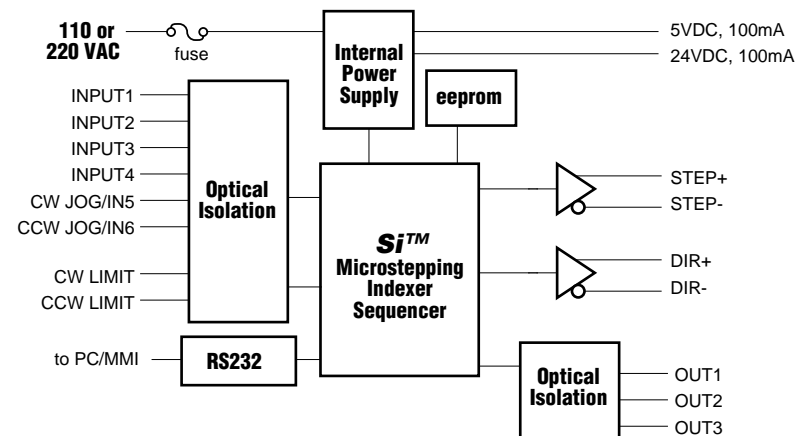 110 or
220 VAC
fuse
Internal
Power
Supply
5VDC, 100mA
24VDC, 100mA
eeprom
INPUT1
INPUT2
INPUT3
INPUT4
CW JOG/IN5
CCW JOG/IN6
CW LIMIT
CCW LIMIT
Optical
Isolation
Si™
Microstepping
Indexer
Sequencer
STEP+
STEP-
DIR+
DIR-
to PC/MMI
RS232
Optical
Isolation
OUT1
OUT2
OUT3